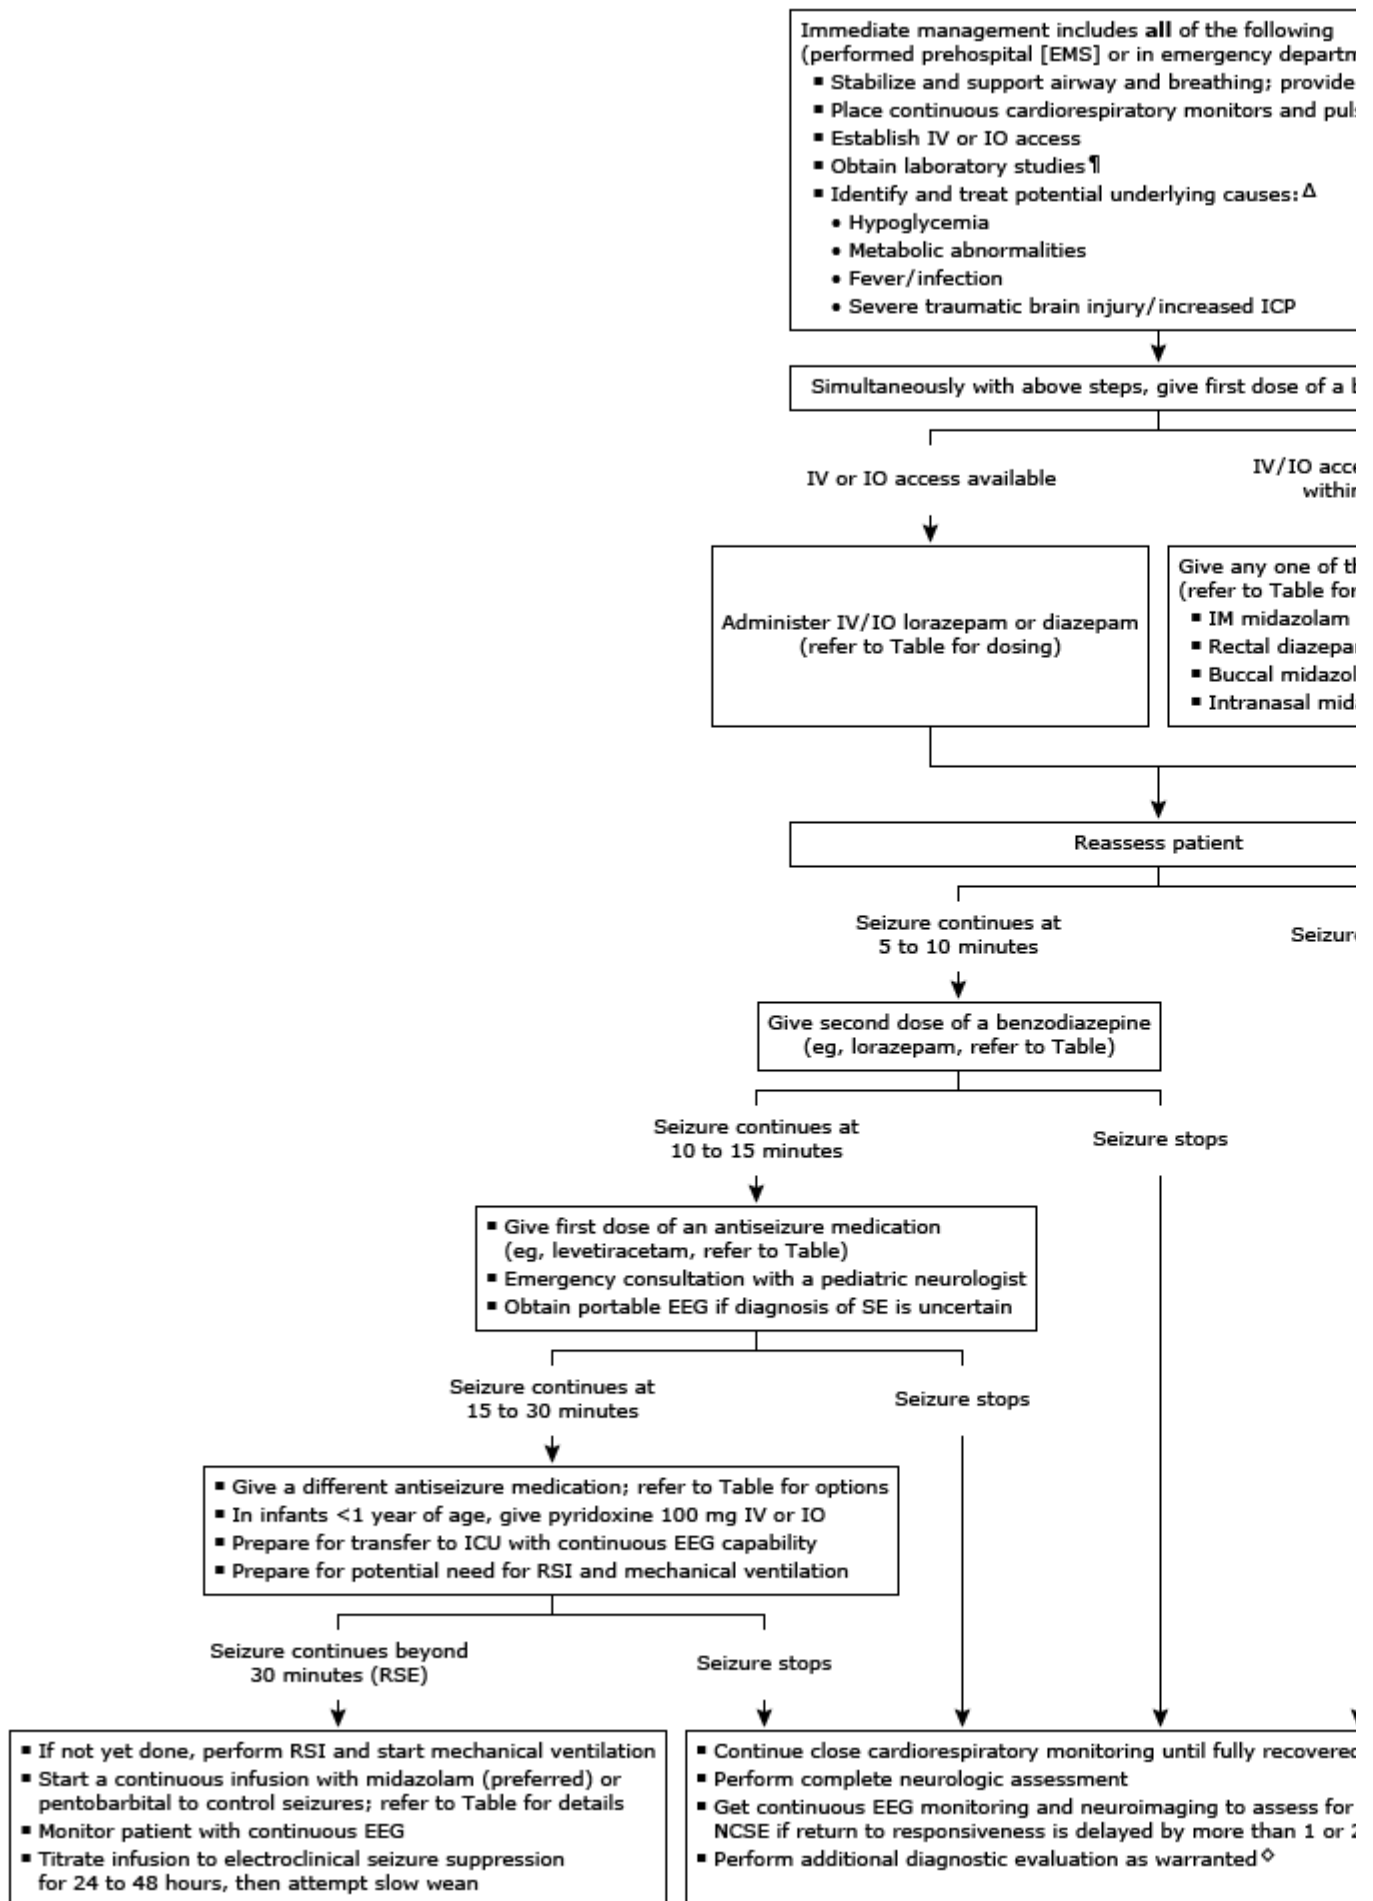 Immediate management includes all of the following
(performed prehospital [EMS] or in emergency
■ Stabilize and support airway and breathing; provide
■ Place continuous cardiorespiratory monitors and
■ Establish IV or IO access
■ Obtain laboratory studies¶
■ Identify and treat potential underlying causes:Δ
• Hypoglycemia
• Metabolic abnormalities
• Fever/infection
• Severe traumatic brain injury/increased ICP
Simultaneously with above steps, give first dose of a
IV or IO access available
IV/IO
Administer IV/IO lorazepam or diazepam
(refer to Table for dosing)
Give any one of
(refer to Table for
■ IM midazolam
■ Rectal
■ Buccal
■ Intranasal
Reassess patient
Seizure continues at
5 to 10 minutes
Give second dose of a benzodiazepine
(eg, lorazepam, refer to Table)
Seizure continues at
10 to 15 minutes
Seizure stops
■ Give first dose of an antiseizure medication
(eg, levetiracetam, refer to Table)
■ Emergency consultation with a pediatric neurologist
■ Obtain portable EEG if diagnosis of SE is uncertain
Seizure continues at
15 to 30 minutes
Seizure stops
■ Give a different antiseizure medication; refer to Table for options
■ In infants <1 year of age, give pyridoxine 100 mg IV or IO
■ Prepare for transfer to ICU with continuous EEG capability
■ Prepare for potential need for RSI and mechanical ventilation
Seizure continues beyond
30 minutes (RSE)
Seizure stops
■ If not yet done, perform RSI and start mechanical ventilation
■ Start a continuous infusion with midazolam (preferred) or
pentobarbital to control seizures; refer to Table for details
■ Monitor patient with continuous EEG
■ Titrate infusion to electroclinical seizure suppression
for 24 to 48 hours, then attempt slow wean
■ Continue close cardiorespiratory monitoring until fully recovered
■ Perform complete neurologic assessment
■ Get continuous EEG monitoring and neuroimaging to assess for
NCSE if return to responsiveness is delayed by more than 1 or
■ Perform additional diagnostic evaluation as warranted◇